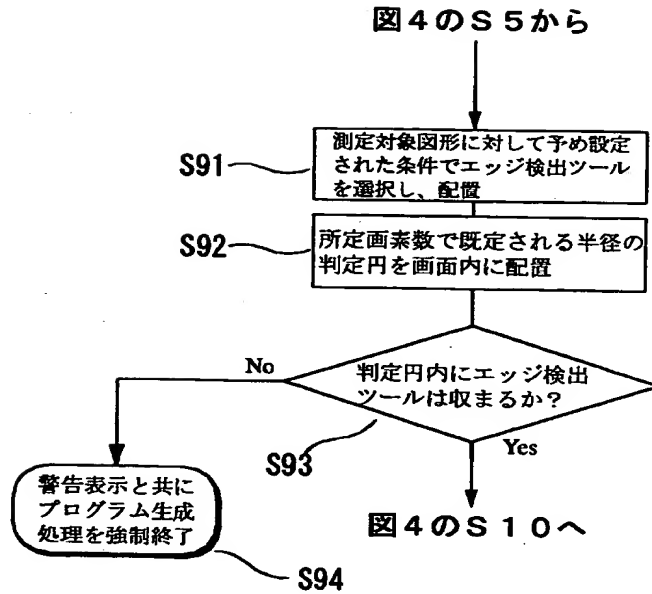 図4のS5から
S91
測定対象図形に対して予め設定
された条件でエッジ検出ツール
を選択し、配置
S92
所定画素数で既定される半径の
判定円を画面内に配置
No
判定円内にエッジ検出
ツールは収まるか?
S93
Yes
警告表示と共に
プログラム生成
処理を強制終了
図4のS10へ
S94